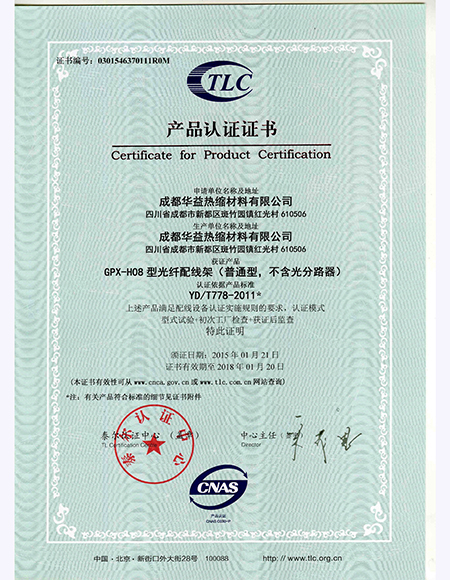 证书编号：0301546370111R0M
TLC
产品认证证书
Certificate for Product Certification
申请单位名称及地址
成都华益热缩材料有限公司
四川省成都市新都区斑竹园镇红光村 610506
生产单位名称及地址
成都华益热缩材料有限公司
四川省成都市新都区斑竹园镇红光村 610506
获证产品
GPX-H08 型光纤配线架（普通型，不含光分路器）
认证依据产品标准
YD/T778-2011*
上述产品满足配线设备认证实施规则的要求，认证模式
型式试验+初次工厂检查+获证后监查
特此证明
颁证日期：2015 年 01 月 21 日
证书有效期至 2018 年 01 月 20 日
(本证书有效性可从 www.cnca.gov.cn 或 www.tlc.com.cn 网站查询)
*注：有关产品符合标准的细节见证书附件
泰尔认证中心
TL Certification Center
中心主任
Director
泰尔认证中心
CNAS
产品认证
中国·北京·新街口外大街28号 100088 http://www.tlc.org.cn